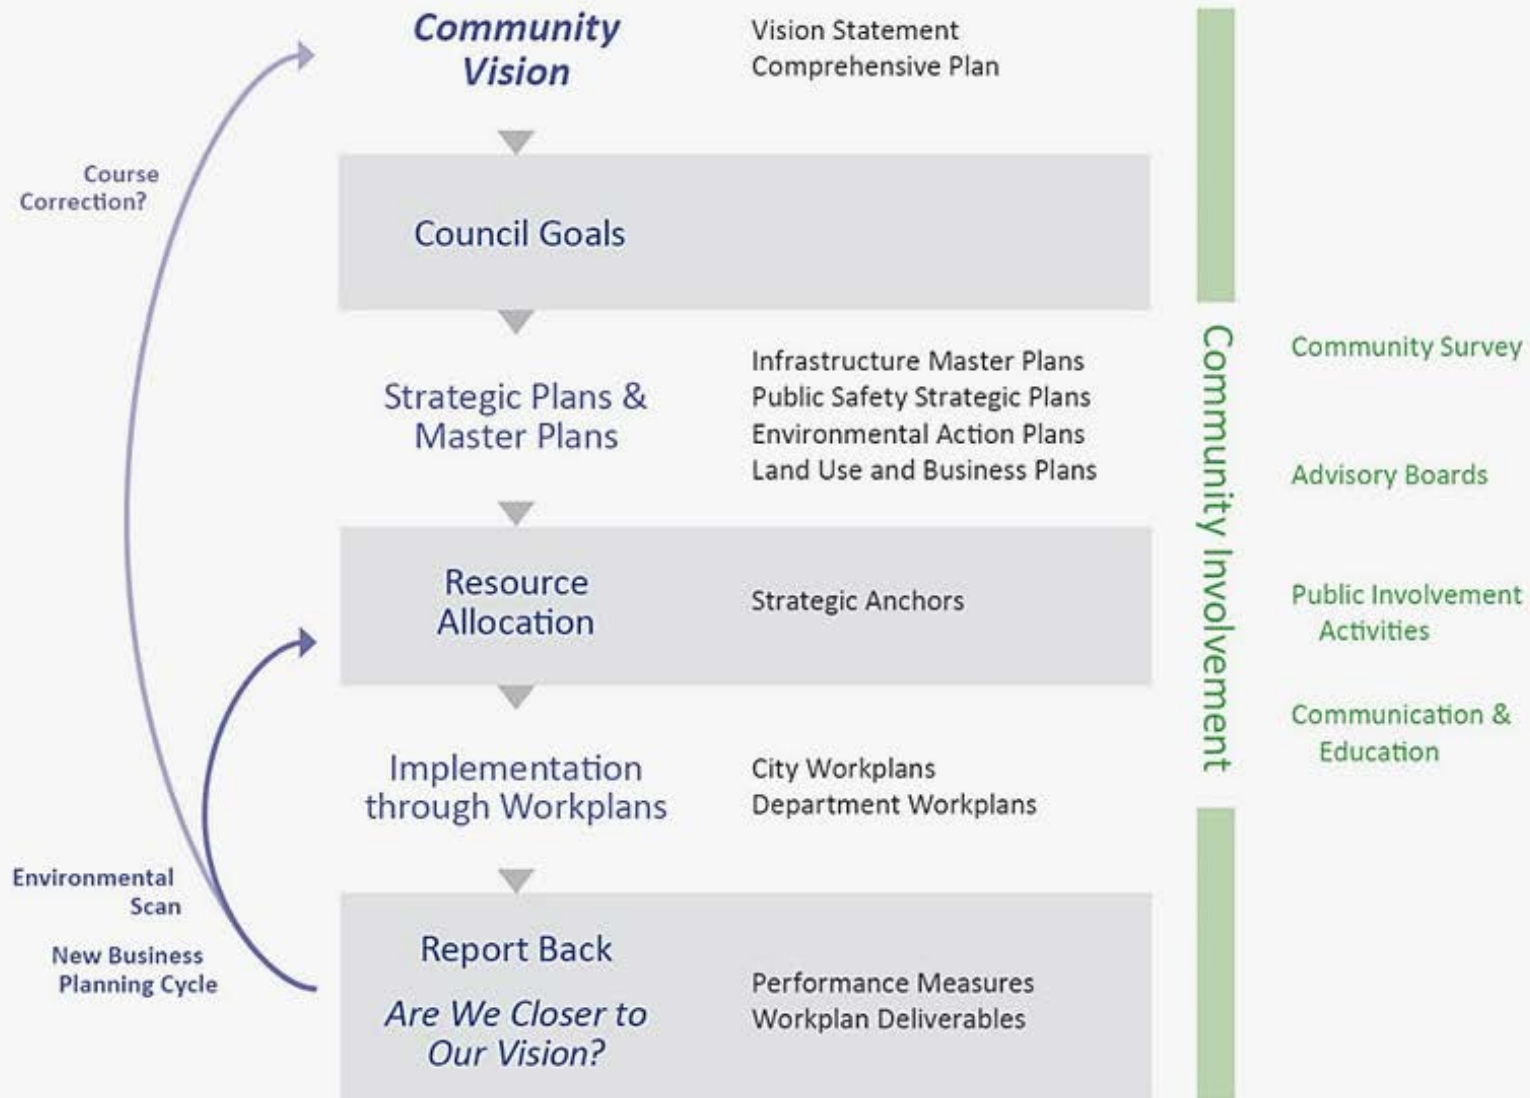 Community
Vision
Vision Statement
Comprehensive Plan
Course
Correction?
Council Goals
Strategic Plans &
Master Plans
Infrastructure Master Plans
Public Safety Strategic Plans
Environmental Action Plans
Land Use and Business Plans
Resource
Allocation
Strategic Anchors
Implementation
through Workplans
City Workplans
Department Workplans
Environmental
Scan
New Business
Planning Cycle
Report Back
Are We Closer to
Our Vision?
Performance Measures
Workplan Deliverables
Community Involvement
Community Survey
Advisory Boards
Public Involvement
Activities
Communication &
Education